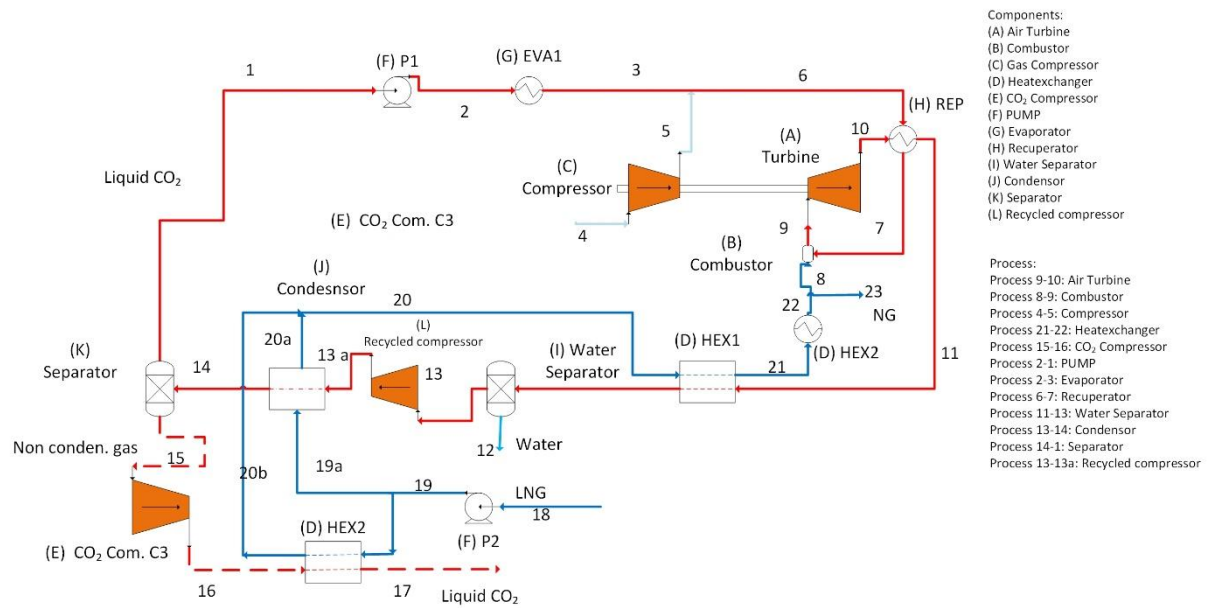 1
(F) P1
2
(G) EVA1
3
6
(H) REP
10
(A)
Turbine
5
(C)
Compressor
4
7
9
(B)
Combustor
8
22
23
NG
(D) HEX2
11
Liquid CO₂
(E) CO₂ Com. C3
(J)
Condesnsor
20
20a
(L)
Recycled compressor
13 a
13
(I) Water
Separator
(D) HEX1
21
(K)
Separator
14
12
Water
Non conden. gas
15
20b
19a
19
LNG
18
(F) P2
(D) HEX2
(E) CO₂ Com. C3
16
17
Liquid CO₂
Components:
(A) Air Turbine
(B) Combustor
(C) Gas Compressor
(D) Heatexchanger
(E) CO₂ Compressor
(F) PUMP
(G) Evaporator
(H) Recuperator
(I) Water Separator
(J) Condensor
(K) Separator
(L) Recycled compressor
Process:
Process 9-10: Air Turbine
Process 8-9: Combustor
Process 4-5: Compressor
Process 21-22: Heatexchanger
Process 15-16: CO₂ Compressor
Process 2-1: PUMP
Process 2-3: Evaporator
Process 6-7: Recuperator
Process 11-13: Water Separator
Process 13-14: Condensor
Process 14-1: Separator
Process 13-13a: Recycled compressor